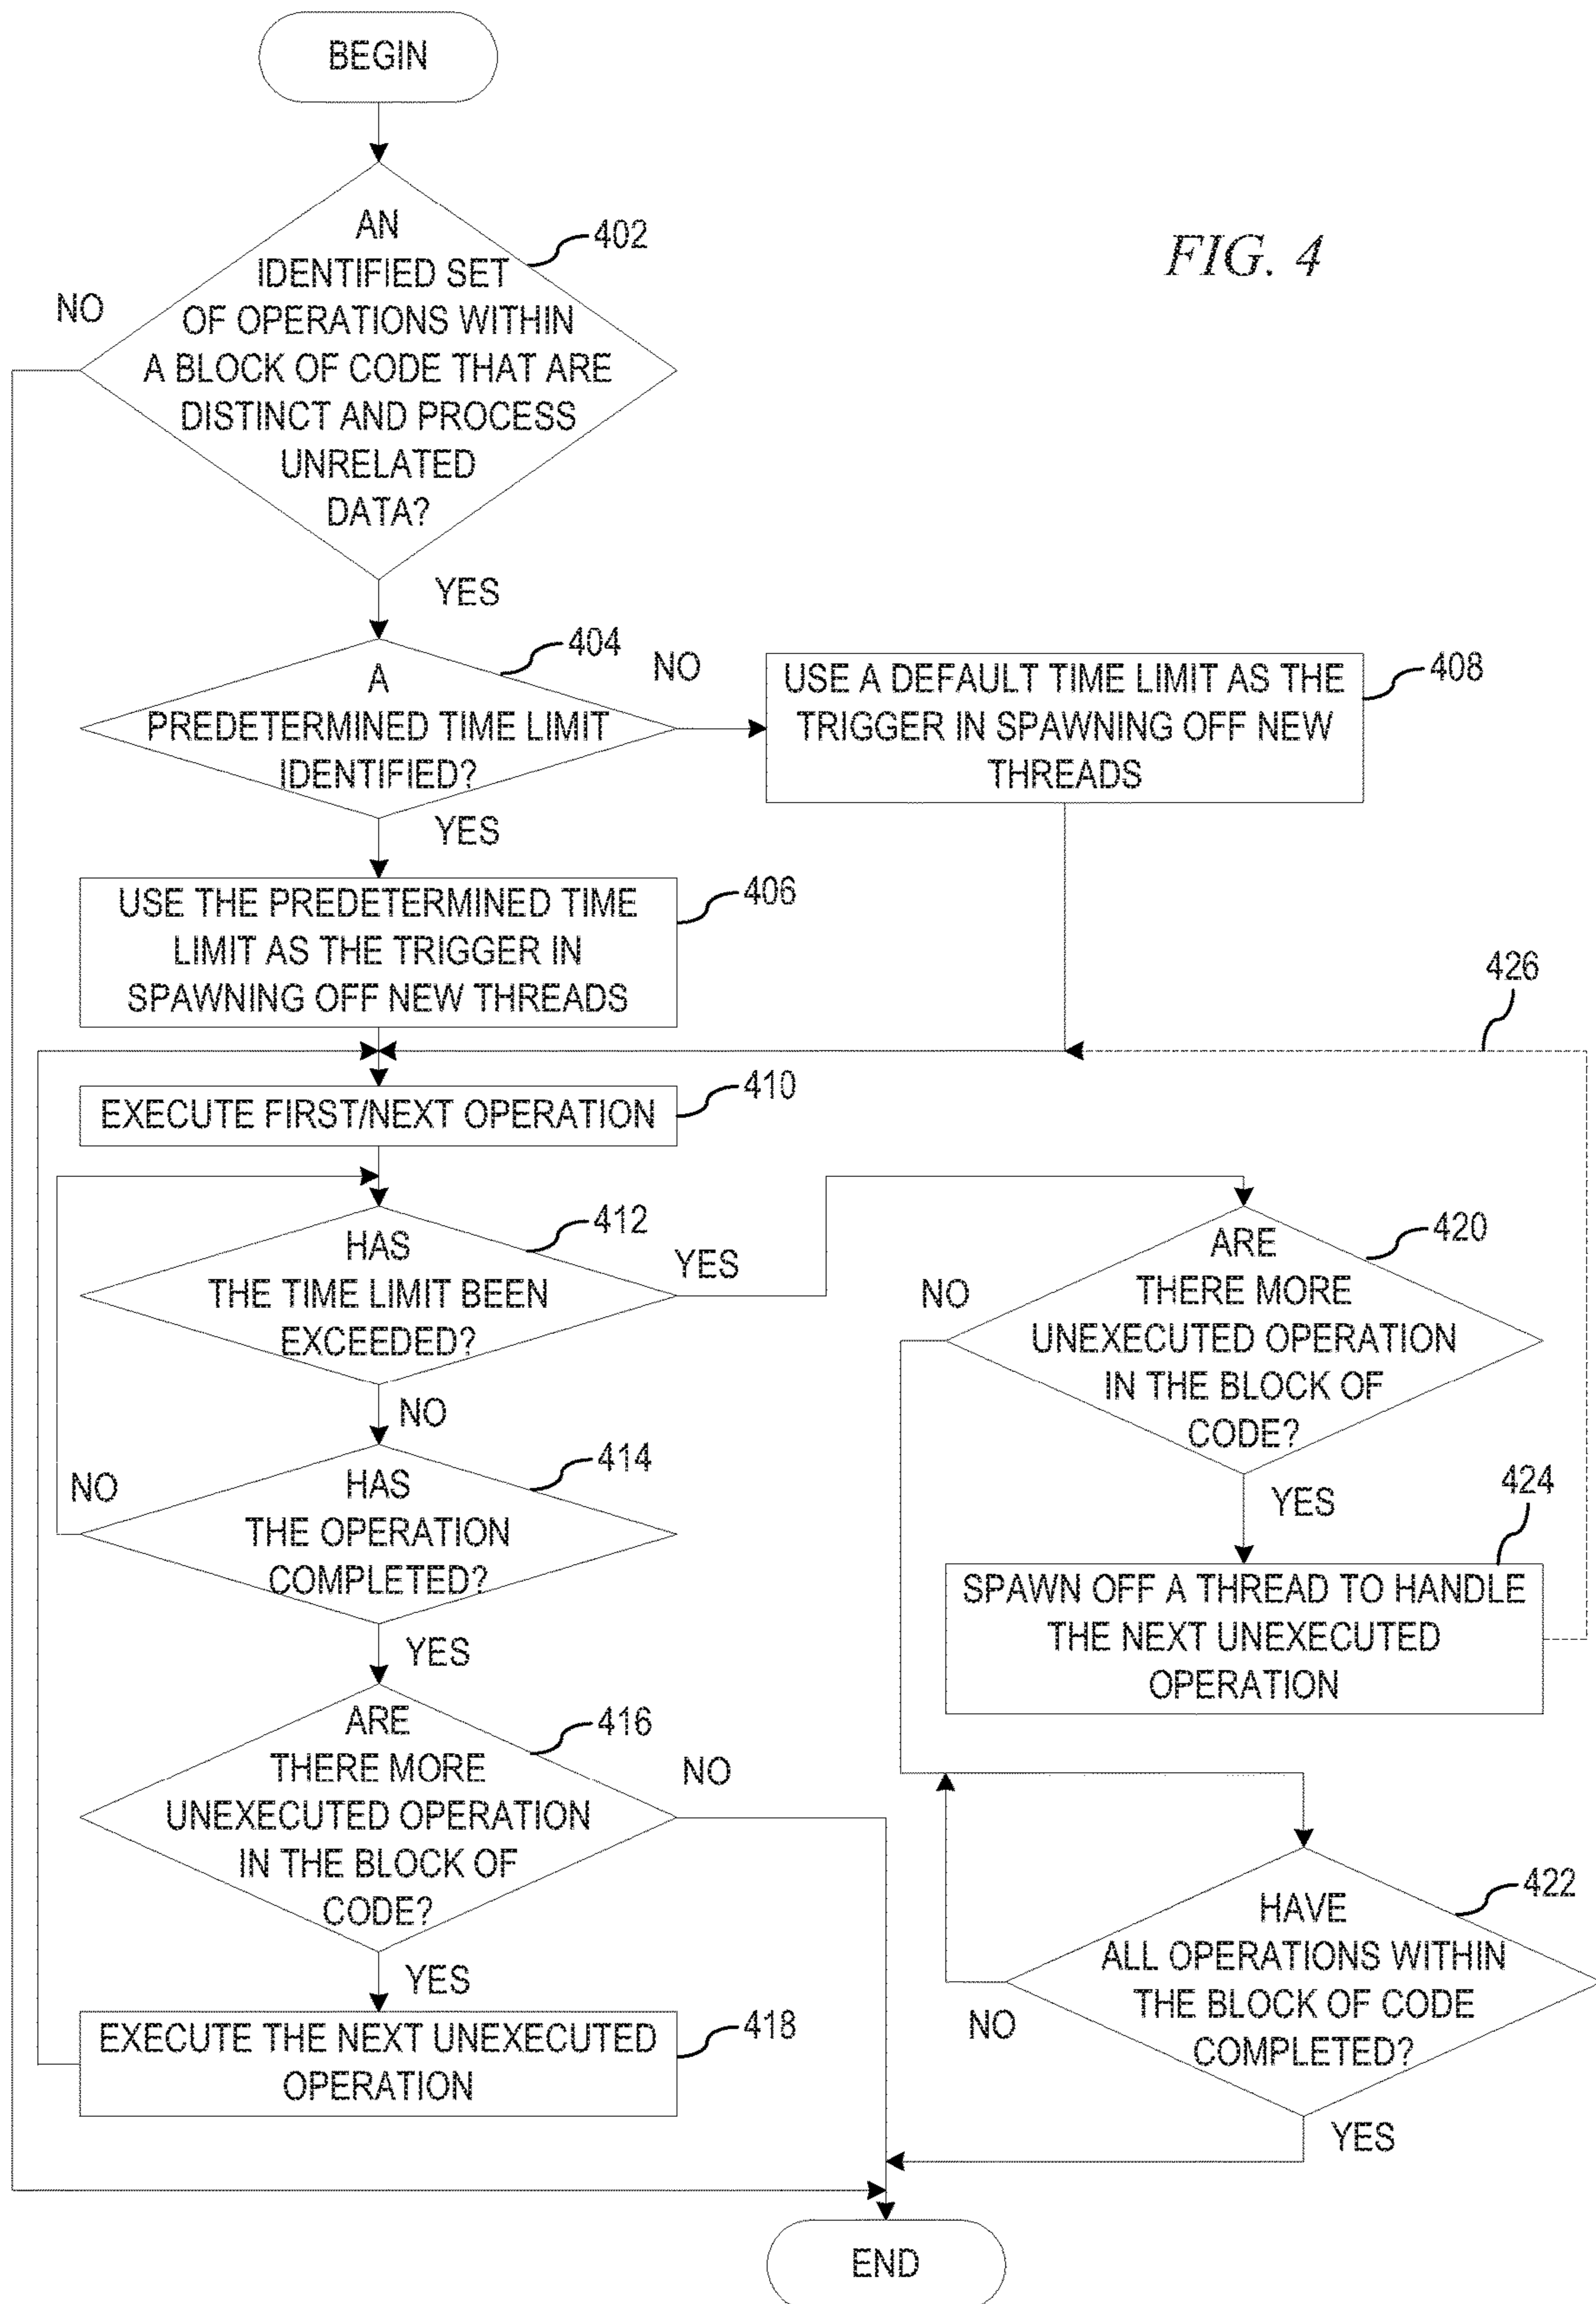 BEGIN
AN
IDENTIFIED SET
OF OPERATIONS WITHIN
A BLOCK OF CODE THAT ARE
DISTINCT AND PROCESS
UNRELATED
DATA?
402
NO
FIG. 4
YES
A
PREDETERMINED TIME LIMIT
IDENTIFIED?
404
NO
USE A DEFAULT TIME LIMIT AS THE
TRIGGER IN SPAWNING OFF NEW
THREADS
408
YES
USE THE PREDETERMINED TIME
LIMIT AS THE TRIGGER IN
SPAWNING OFF NEW THREADS
406
426
EXECUTE FIRST/NEXT OPERATION
410
HAS
THE TIME LIMIT BEEN
EXCEEDED?
412
YES
NO
HAS
THE OPERATION
COMPLETED?
414
NO
YES
ARE
THERE MORE
UNEXECUTED OPERATION
IN THE BLOCK OF
CODE?
416
NO
YES
EXECUTE THE NEXT UNEXECUTED
OPERATION
418
ARE
THERE MORE
UNEXECUTED OPERATION
IN THE BLOCK OF
CODE?
420
NO
YES
424
SPAWN OFF A THREAD TO HANDLE
THE NEXT UNEXECUTED
OPERATION
HAVE
ALL OPERATIONS WITHIN
THE BLOCK OF CODE
COMPLETED?
422
NO
YES
END